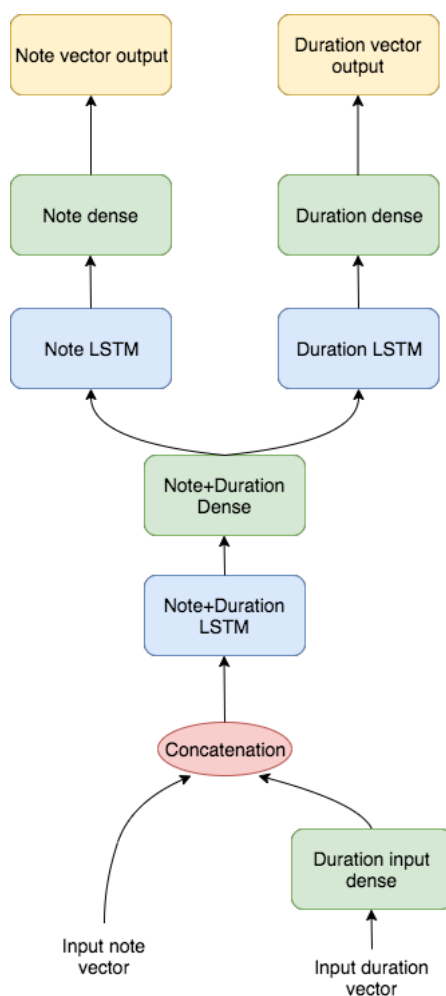 Note vector output
Duration vector
output
Note dense
Duration dense
Note LSTM
Duration LSTM
Note+Duration
Dense
Note+Duration
LSTM
Concatenation
Duration input
dense
Input note
vector
Input duration
vector